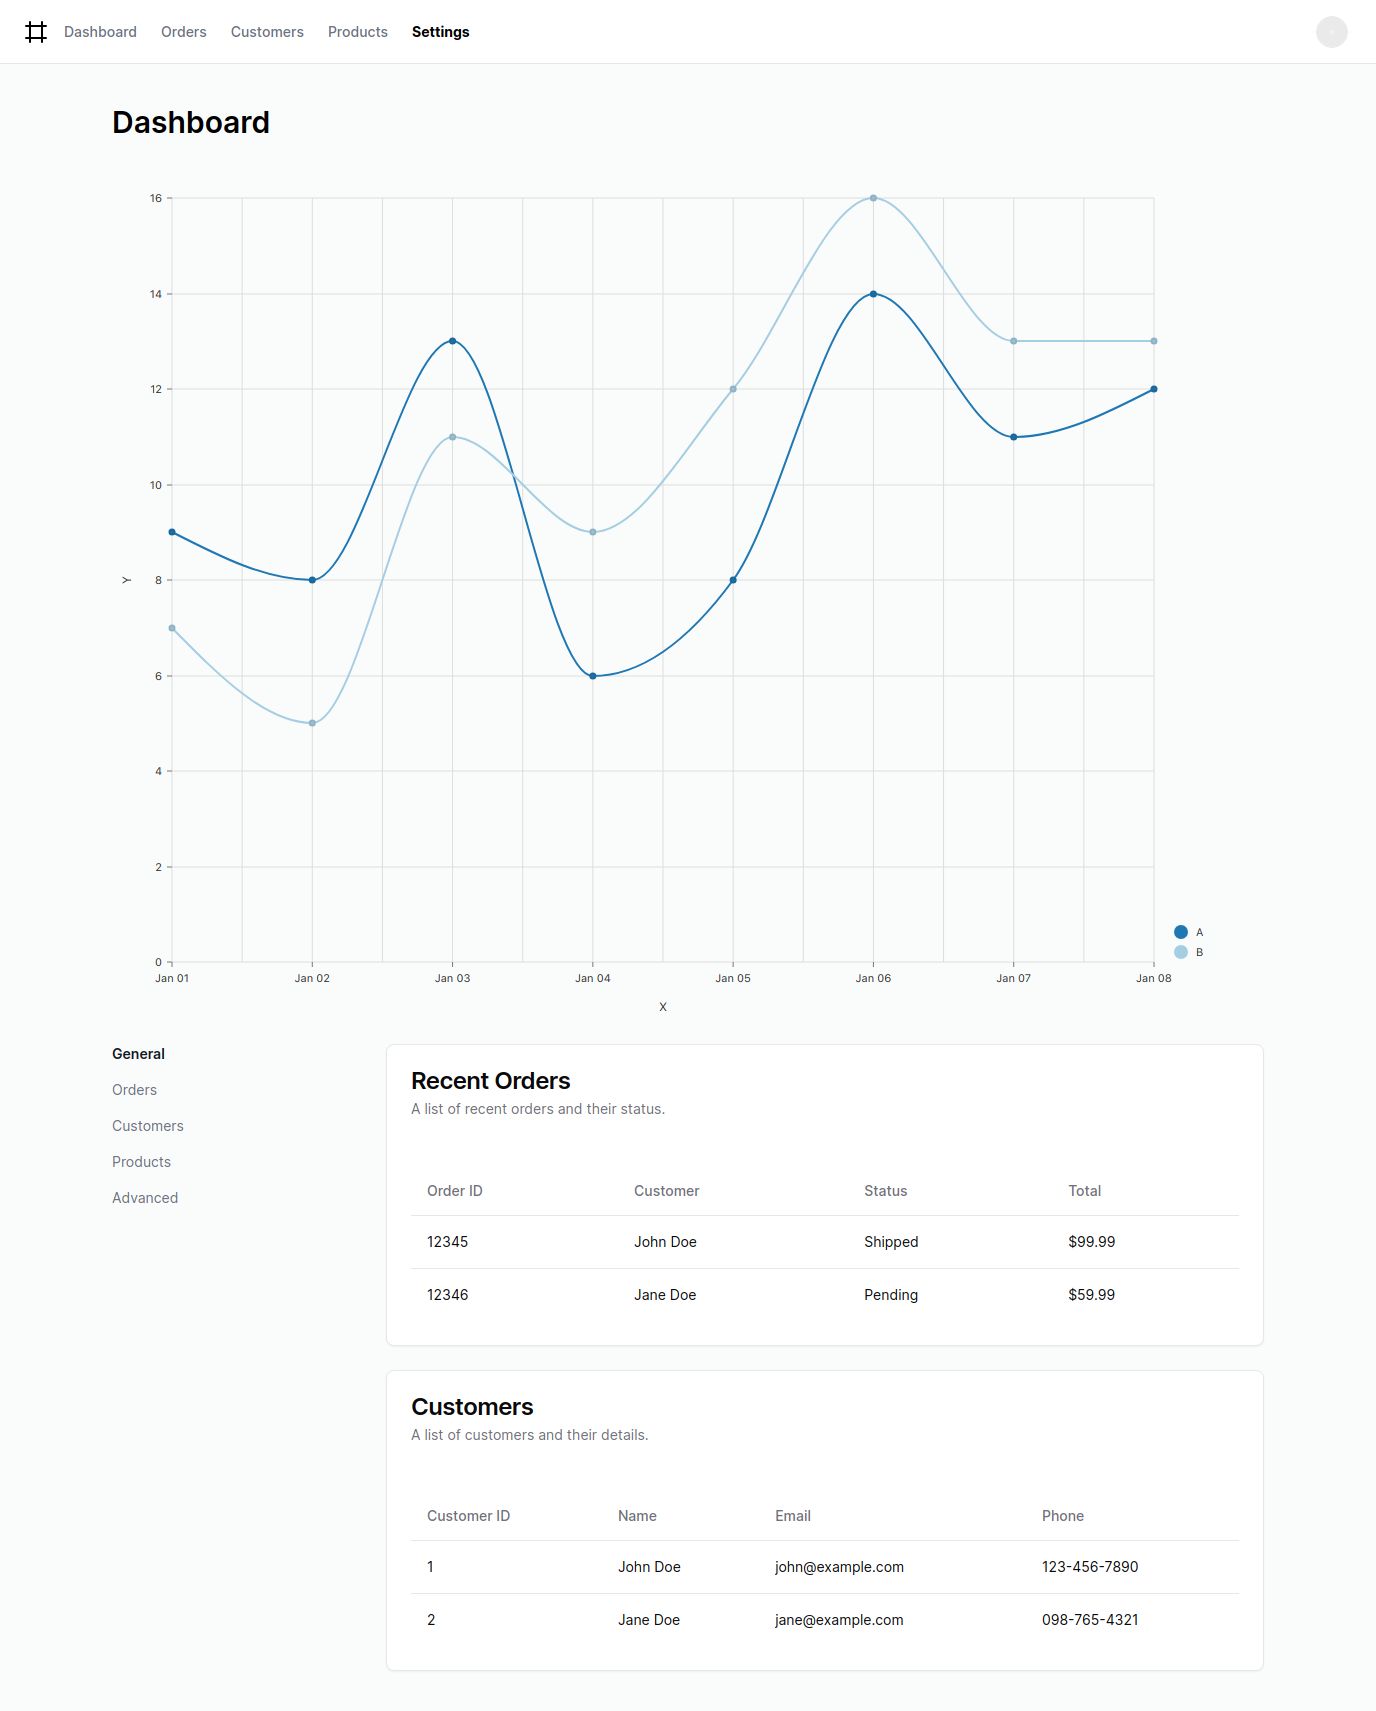 Dashboard Orders Customers Products Settings
Dashboard
16
14
12
10
Y
8
6
4
2
0
A
B
Jan 01 Jan 02 Jan 03 Jan 04 Jan 05 Jan 06 Jan 07 Jan 08
X
General
Orders
Customers
Products
Advanced
Recent Orders
A list of recent orders and their status.
Order ID Customer Status Total
12345 John Doe Shipped $99.99
12346 Jane Doe Pending $59.99
Customers
A list of customers and their details.
Customer ID Name Email Phone
1 John Doe john@example.com 123-456-7890
2 Jane Doe jane@example.com 098-765-4321